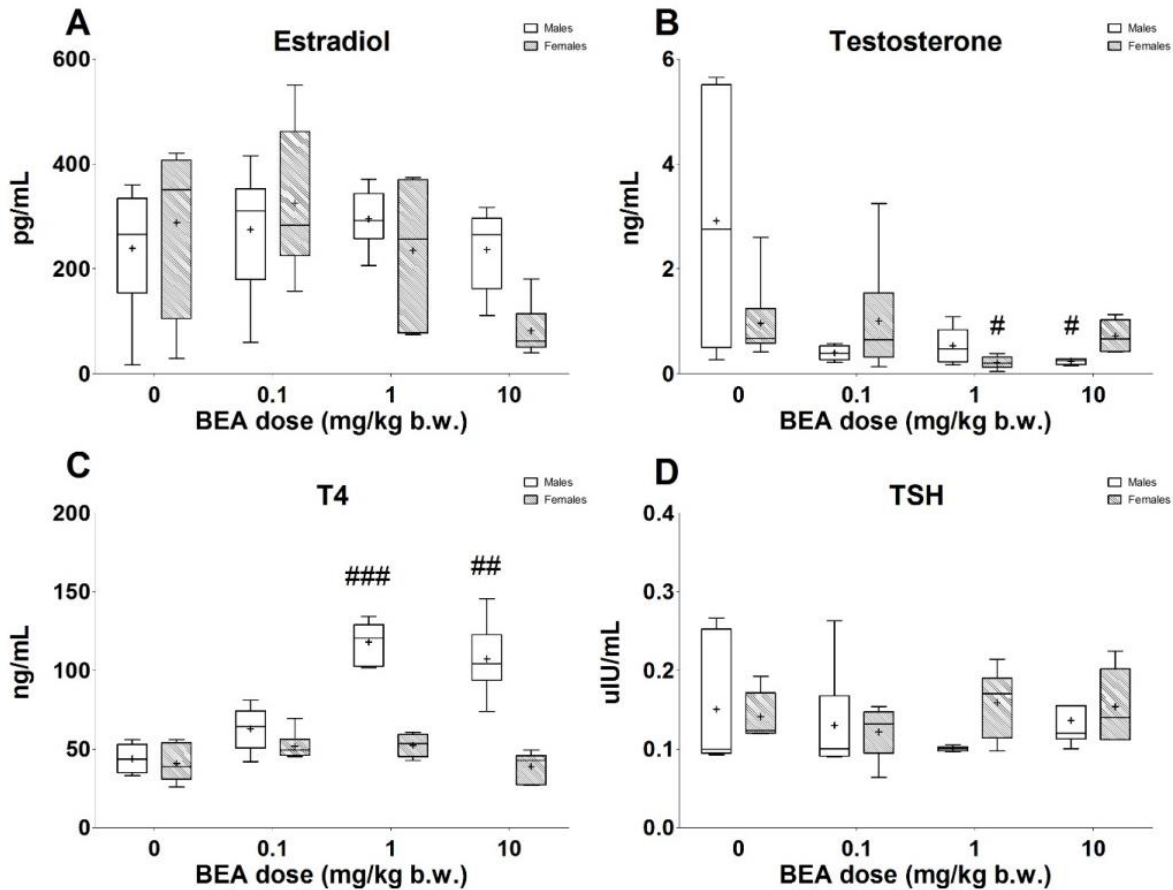 A
Estradiol
Males
Females
600
400
200
0
pg/mL
0 0.1 1 10
BEA dose (mg/kg b.w.)
B
Testosterone
Males
Females
6
4
2
0
ng/mL
# #
0 0.1 1 10
BEA dose (mg/kg b.w.)
C
T4
Males
Females
200
150
100
50
0
ng/mL
### ##
0 0.1 1 10
BEA dose (mg/kg b.w.)
D
TSH
Males
Females
0.4
0.3
0.2
0.1
0.0
uIU/mL
0 0.1 1 10
BEA dose (mg/kg b.w.)